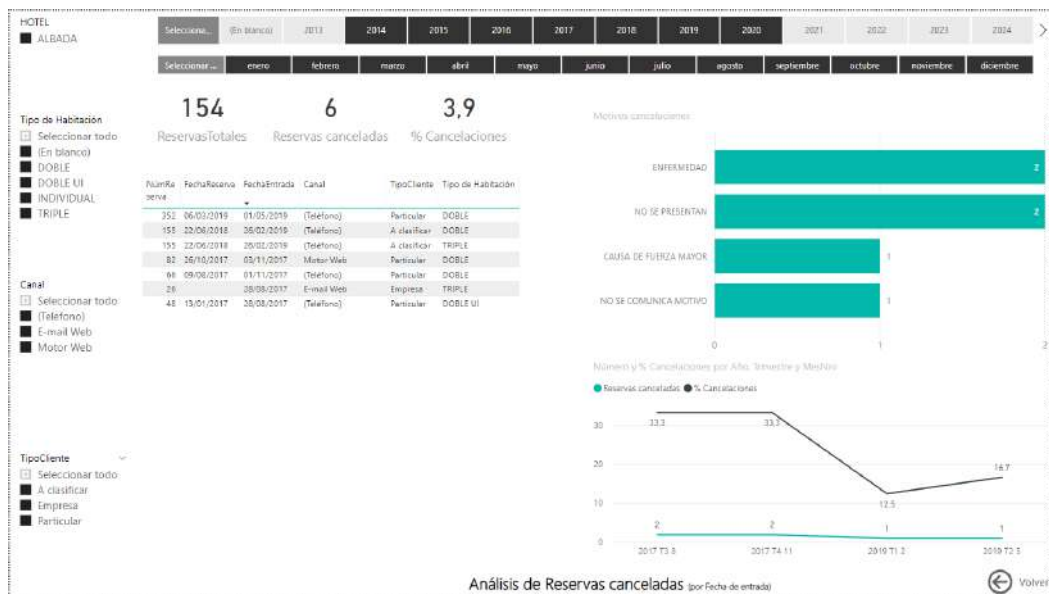 HOTEL
ALBADA
Selecciona... (En blanco) 2013 2014 2015 2016 2017 2018 2019 2020 2021 2022 2023 2024
Seleccionar ... enero febrero marzo abril mayo junio julio agosto septiembre octubre noviembre diciembre
154 6 3,9
ReservasTotales Reservas canceladas % Cancelaciones
Tipo de Habitación
Seleccionar todo
(En blanco)
DOBLE
DOBLE UI
INDIVIDUAL
TRIPLE
Canal
Seleccionar todo
(Teléfono)
E-mail Web
Motor Web
TipoCliente
Seleccionar todo
A clasificar
Empresa
Particular
NúmReserva FechaReserva FechaEntrada Canal TipoCliente Tipo de Habitación
352 06/03/2019 01/05/2019 (Teléfono) Particular DOBLE
155 22/06/2018 26/02/2019 (Teléfono) A clasificar DOBLE
155 22/06/2018 26/02/2019 (Teléfono) A clasificar TRIPLE
82 26/10/2017 03/11/2017 Motor Web Particular DOBLE
66 09/08/2017 01/11/2017 (Teléfono) Particular DOBLE
26 28/08/2017 E-mail Web Empresa TRIPLE
48 13/01/2017 28/08/2017 (Teléfono) Particular DOBLE UI
Motivos cancelaciones
ENFERMEDAD 2
NO SE PRESENTAN 2
CAUSA DE FUERZA MAYOR 1
NO SE COMUNICA MOTIVO 1
0 1 2
Número y % Cancelaciones por Año, Trimestre y MesNro
Reservas canceladas % Cancelaciones
30
20
10
0
33,3 33,3 12,5 16,7
2 2 1 1
2017 T3 8 2017 T4 11 2019 T1 2 2019 T2 5
Análisis de Reservas canceladas (por Fecha de entrada)
Volver